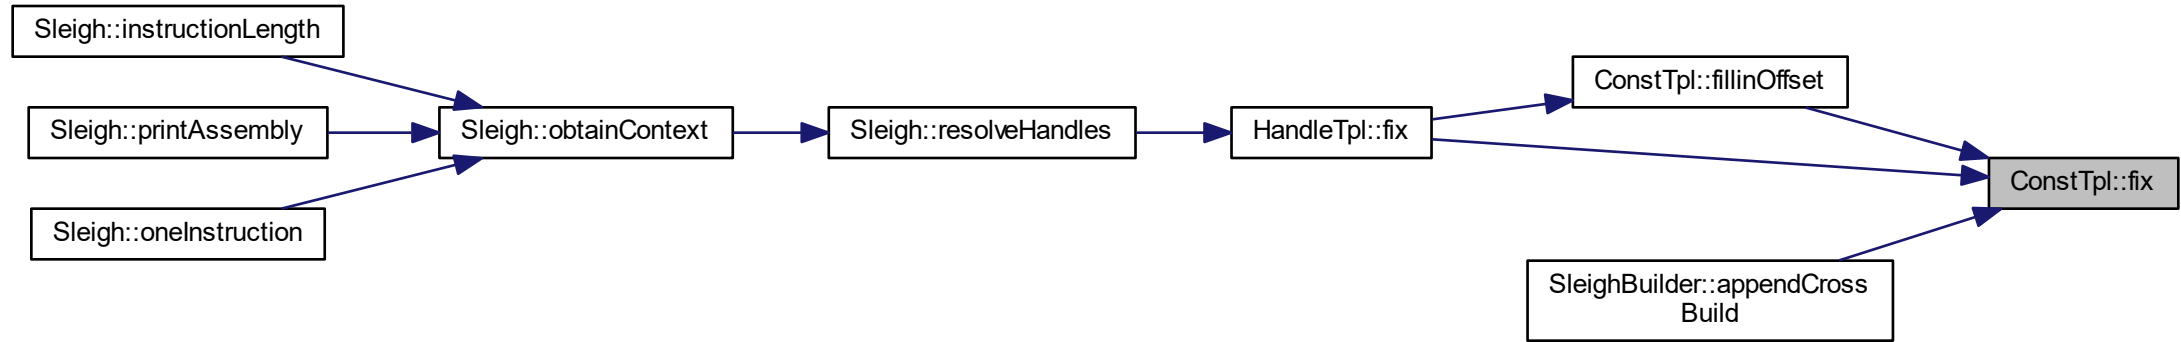 Sleigh::instructionLength
Sleigh::printAssembly
Sleigh::oneInstruction
Sleigh::obtainContext
Sleigh::resolveHandles
HandleTpl::fix
ConstTpl::fillinOffset
ConstTpl::fix
SleighBuilder::appendCross
Build